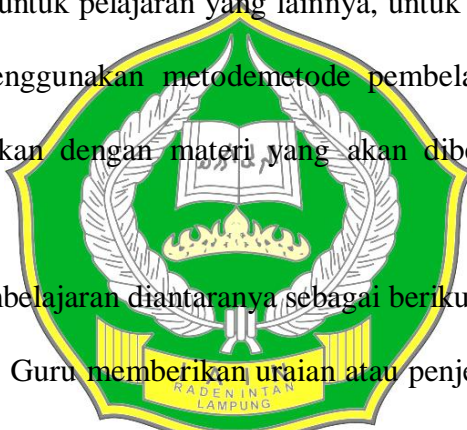 untuk pelajaran yang lainnya, untuk
enggunakan metodemetode pembela
kan dengan materi yang akan dibe
mbelajaran diantaranya sebagai beriku
Guru memberikan uraian atau penje
RADEN INTAN
LAMPUNG